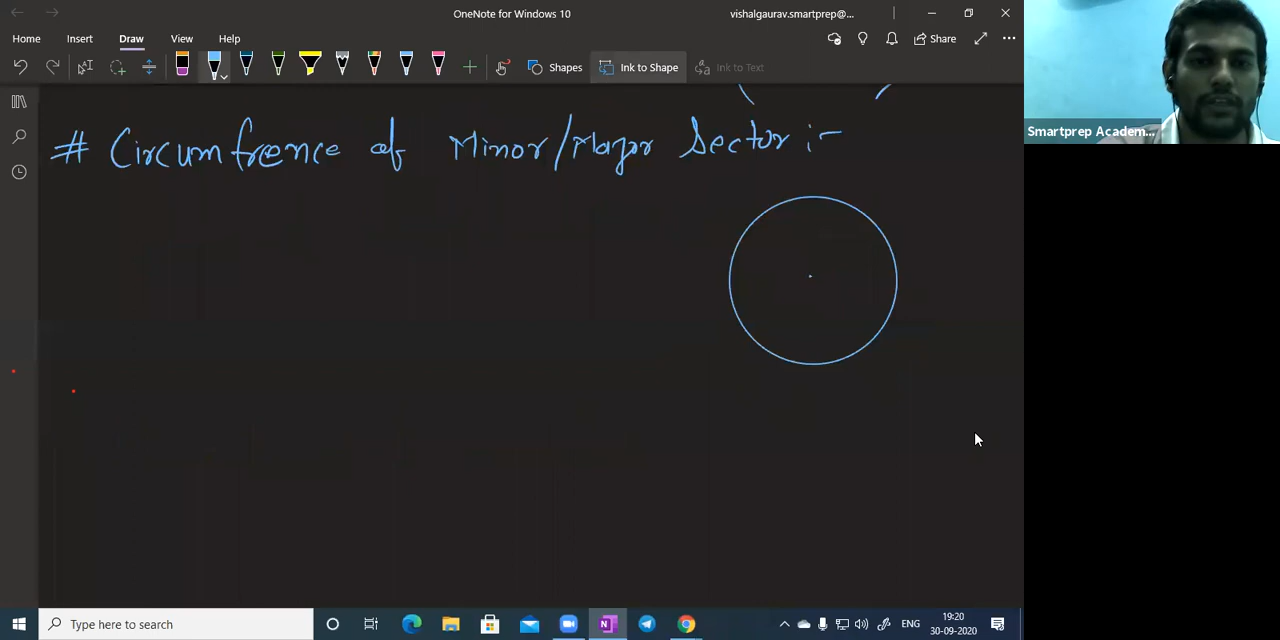 OneNote for Windows 10
vishalgaurav.smartprep@...
Home Insert Draw View Help
Share
Shapes
Ink to Shape
Ink to Text
# Circumfrence of Minor/Major Sector :-
Smartprep Academ...
Type here to search
ENG
19:20
30-09-2020